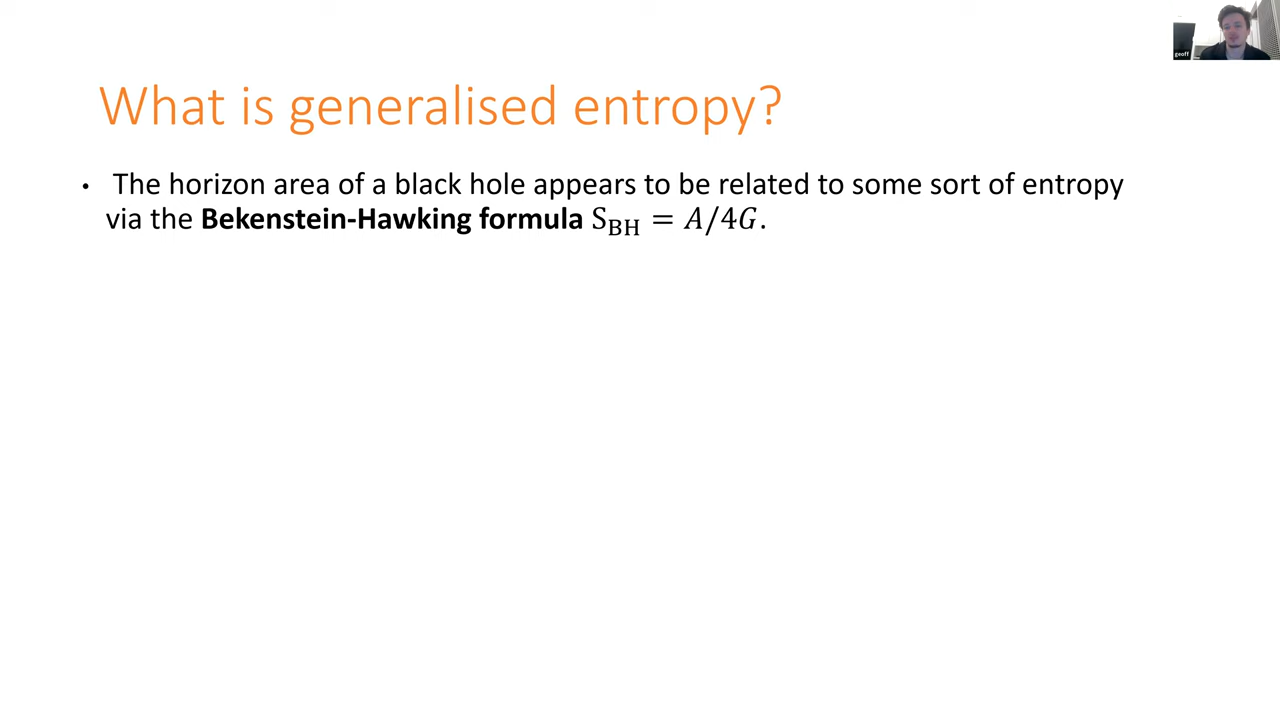 geoff
What is generalised entropy?
• The horizon area of a black hole appears to be related to some sort of entropy
via the Bekenstein-Hawking formula S_BH = A/4G.